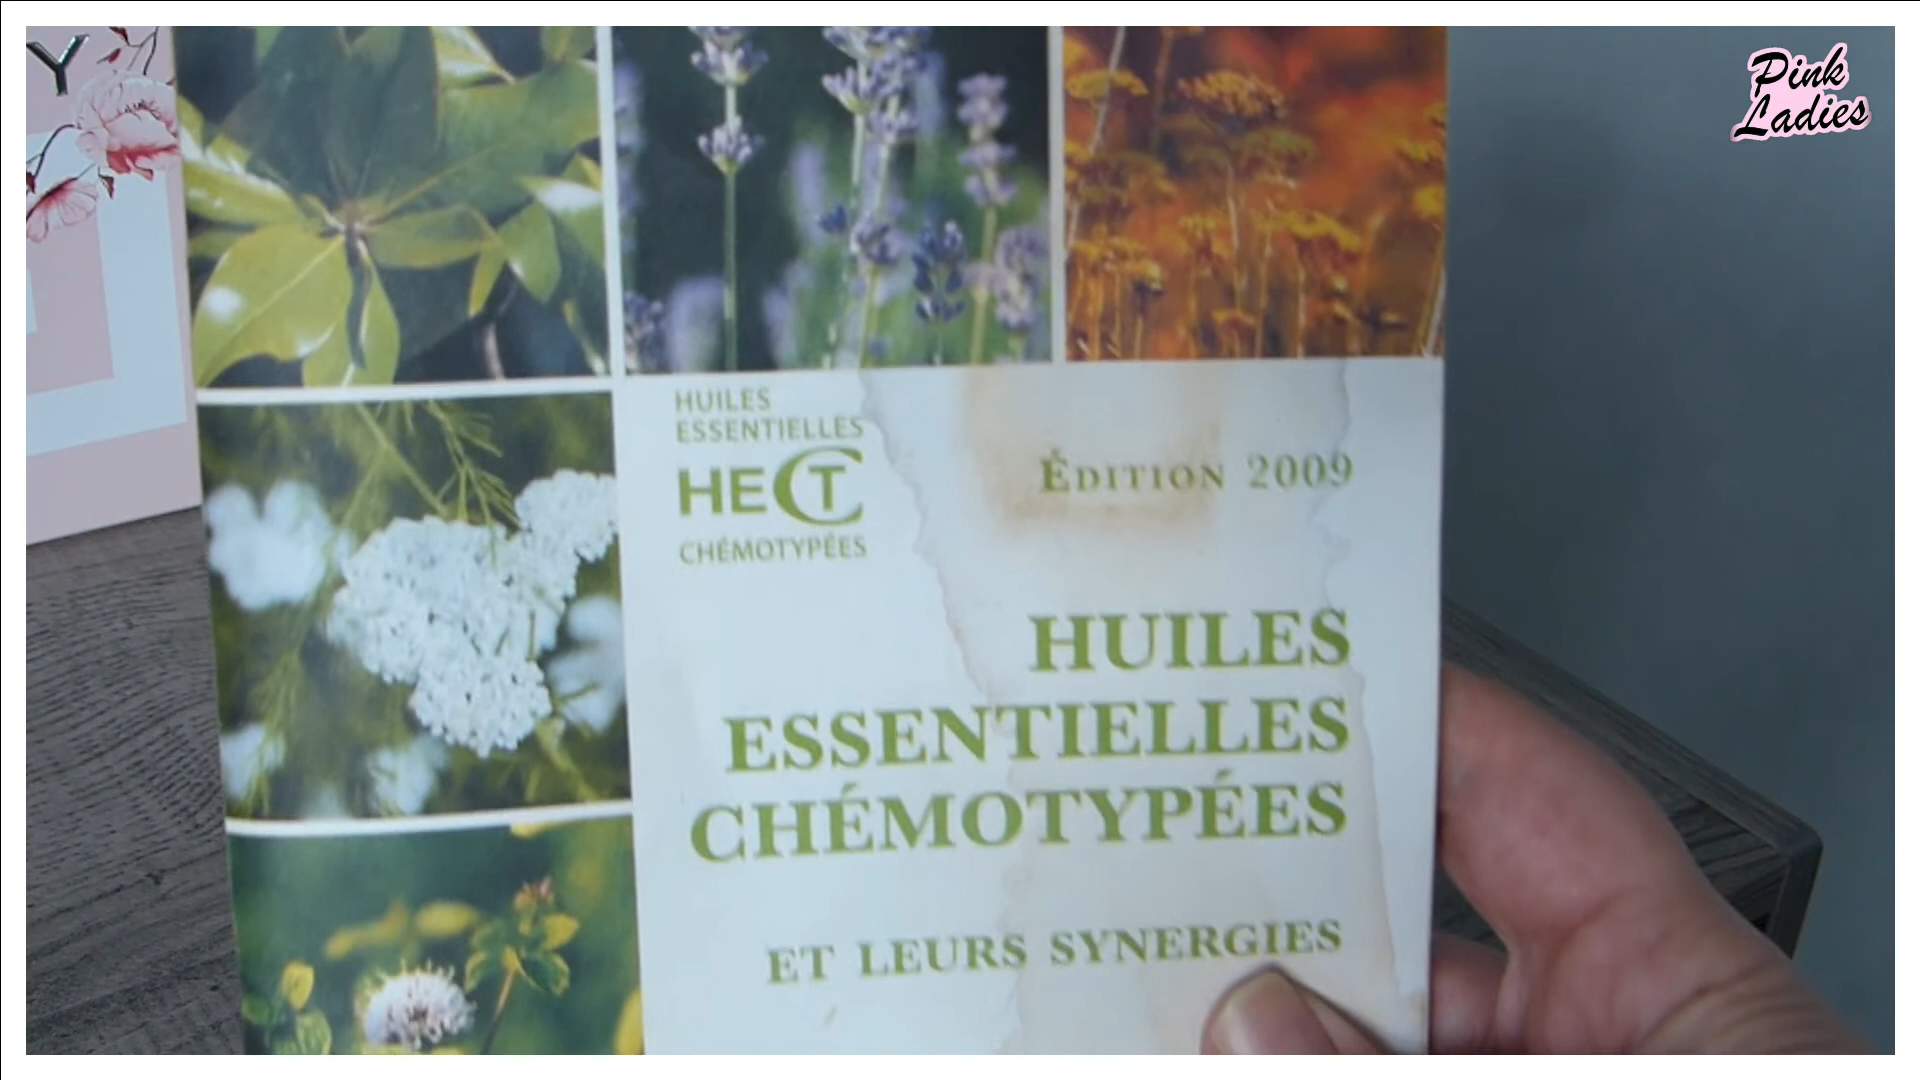 Y
Pink
Ladies
HUILES
ESSENTIELLES
HECT
CHÉMOTYPÉES
ÉDITION 2009
HUILES
ESSENTIELLES
CHÉMOTYPÉES
ET LEURS SYNERGIES